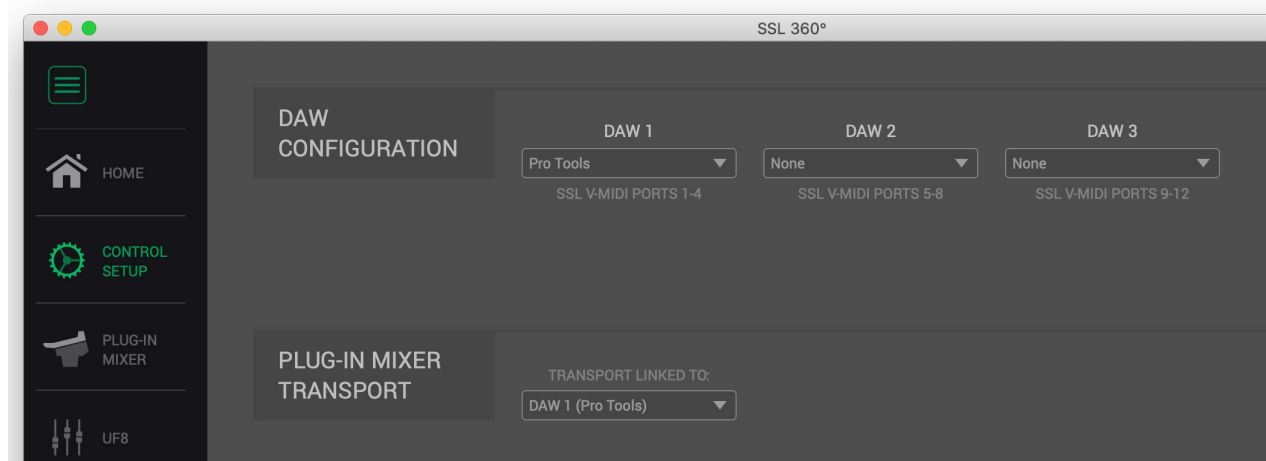 SSL 360°
HOME
CONTROL
SETUP
PLUG-IN
MIXER
UF8
DAW
CONFIGURATION
DAW 1
DAW 2
DAW 3
Pro Tools
None
None
SSL V-MIDI PORTS 1-4
SSL V-MIDI PORTS 5-8
SSL V-MIDI PORTS 9-12
PLUG-IN MIXER
TRANSPORT
TRANSPORT LINKED TO:
DAW 1 (Pro Tools)